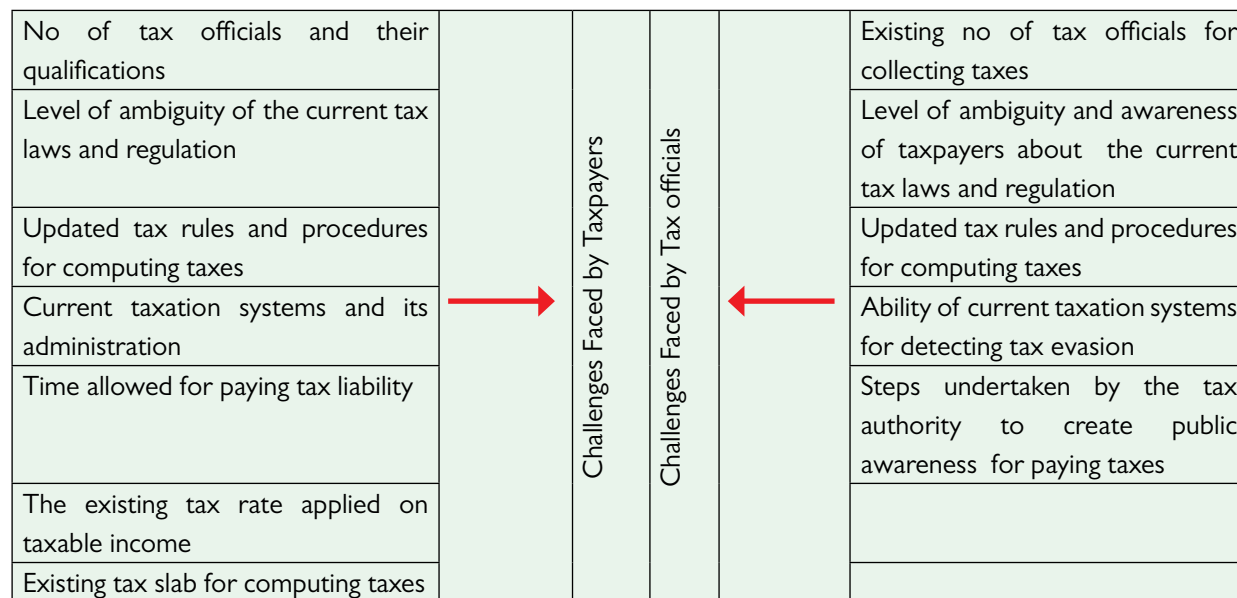 No of tax officials and their
qualifications
Level of ambiguity of the current tax
laws and regulation
Updated tax rules and procedures
for computing taxes
Current taxation systems and its
administration
Time allowed for paying tax liability
The existing tax rate applied on
taxable income
Existing tax slab for computing taxes
Challenges Faced by Taxpayers
Challenges Faced by Tax officials
Existing no of tax officials for
collecting taxes
Level of ambiguity and awareness
of taxpayers about the current
tax laws and regulation
Updated tax rules and procedures
for computing taxes
Ability of current taxation systems
for detecting tax evasion
Steps undertaken by the tax
authority to create public
awareness for paying taxes